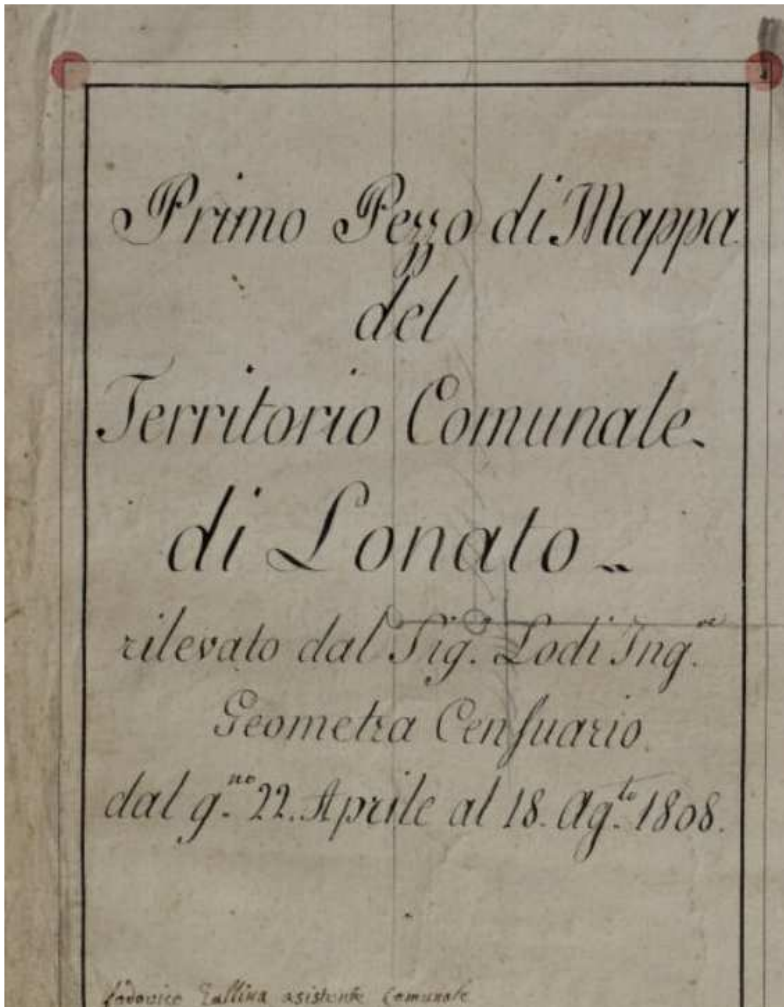 Primo Pezzo di Mappa
del
Territorio Comunale
di Lonato
rilevato dal Sig. Lodi Ing.re
Geometra Censuario.
dal g.no 22. Aprile al 18. Ag.to 1808.
Lodovico Gallina asistente Comunale